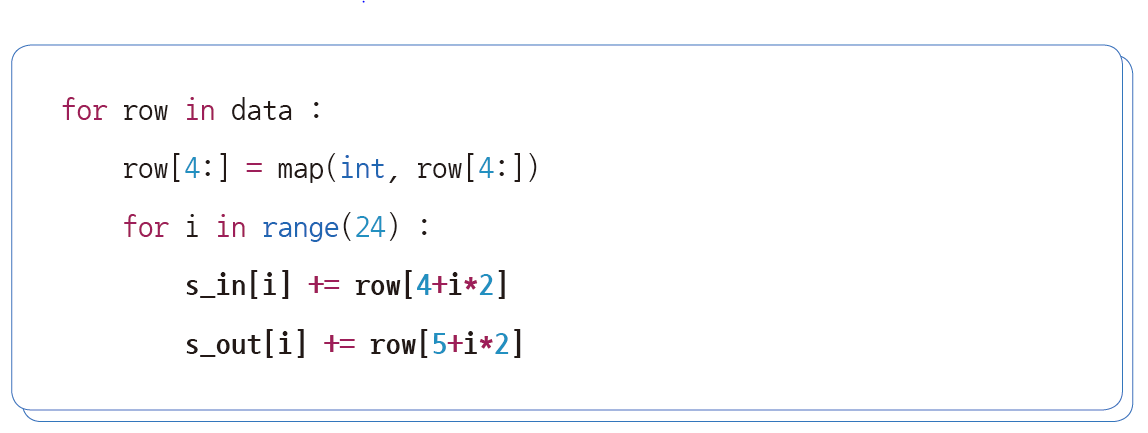 for row in data :
    row[4:] = map(int, row[4:])
    for i in range(24) :
        s_in[i] += row[4+i*2]
        s_out[i] += row[5+i*2]